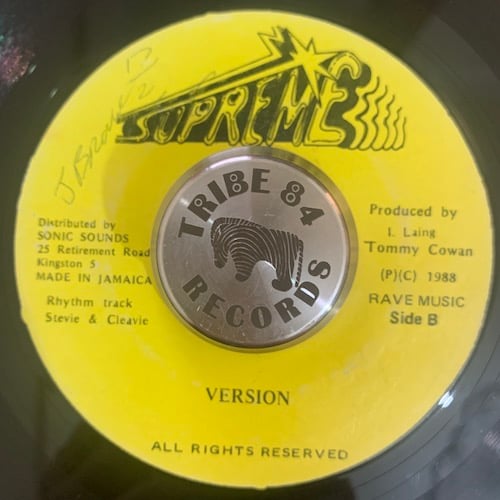 SUPREME
J Brown
TRIBE 84
RECORDS
Distributed by
SONIC SOUNDS
25 Retirement Road
Kingston 5
MADE IN JAMAICA
Rhythm track
Stevie & Cleavie
Produced by
I. Laing
Tommy Cowan
(P)(C) 1988
RAVE MUSIC
Side B
VERSION
ALL RIGHTS RESERVED